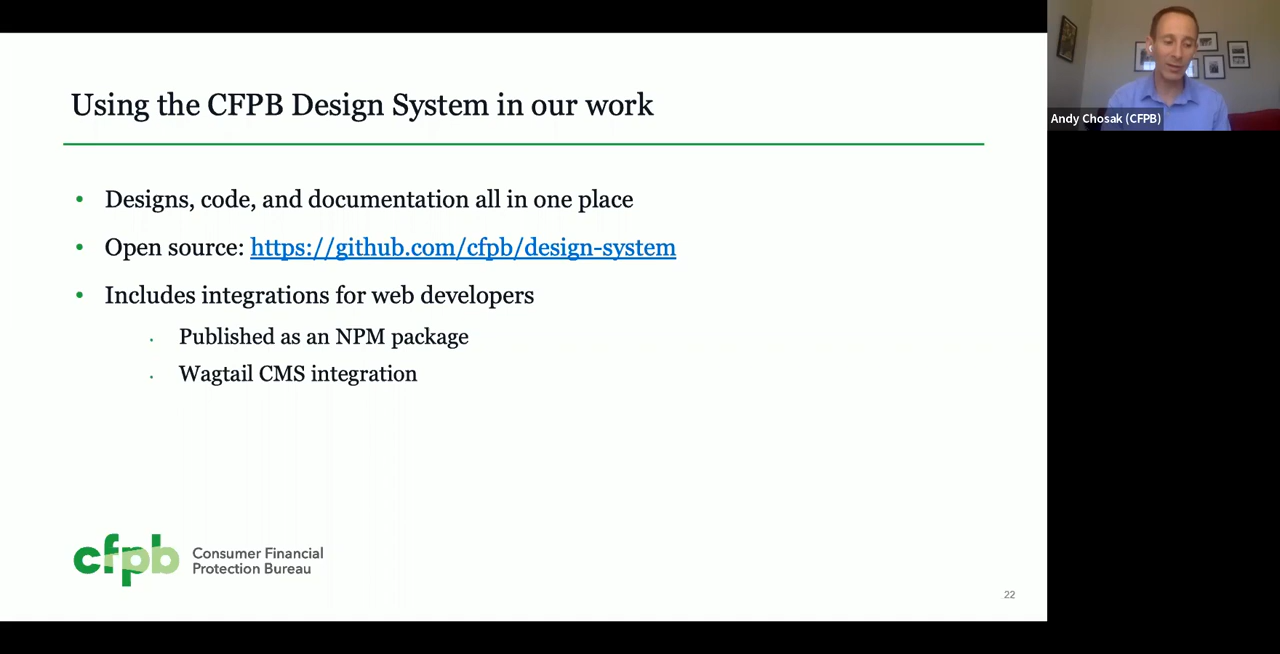 Using the CFPB Design System in our work
• Designs, code, and documentation all in one place
• Open source: https://github.com/cfpb/design-system
• Includes integrations for web developers
· Published as an NPM package
· Wagtail CMS integration
cfpb
Consumer Financial
Protection Bureau
22
Andy Chosak (CFPB)